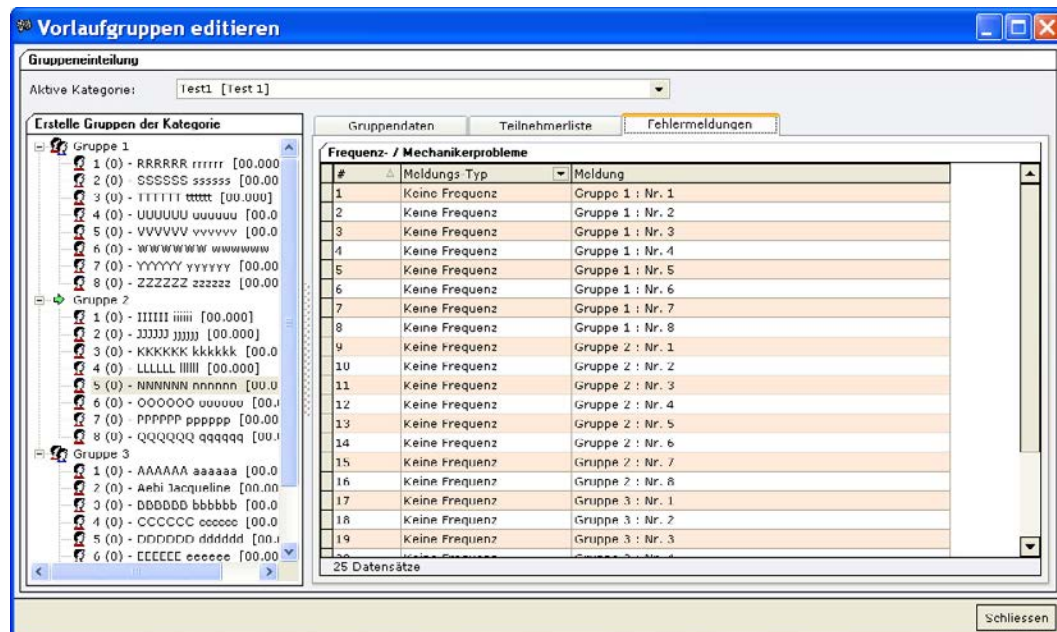 Vorlaufgruppen editieren
Gruppeneinteilung
Aktive Kategorie: Test1 [Test 1]
Erstelle Gruppen der Kategorie
Gruppe 1
1 (0) - RRRRRR rrrrrr [00.000
2 (0) - SSSSSS ssssss [00.00
3 (0) - TTTTTT tttttt [00.000]
4 (0) - UUUUUU uuuuuu [00.0
5 (0) - VVVVVV vvvvvv [00.0
6 (0) - WWWWWW wwwwww
7 (0) - YYYYYY yyyyyy [00.00
8 (0) - ZZZZZZ zzzzzz [00.00
Gruppe 2
1 (0) - IIIIII iiiiii [00.000]
2 (0) - JJJJJJ jjjjjj [00.000]
3 (0) - KKKKKK kkkkkk [00.0
4 (0) - LLLLLL llllll [00.000]
5 (0) - NNNNNN nnnnnn [00.0
6 (0) - OOOOOO oooooo [00.
7 (0) - PPPPPP pppppp [00.00
8 (0) - QQQQQQ qqqqqq [00.
Gruppe 3
1 (0) - AAAAAA aaaaaa [00.0
2 (0) - Aebi Jacqueline [00.00
3 (0) - BBBBBB bbbbbb [00.0
4 (0) - CCCCCC cccccc [00.0
5 (0) - DDDDDD dddddd [00.
6 (0) - EEEEEE eeeeee [00.00
Gruppendaten Teilnehmerliste Fehlermeldungen
Frequenz- / Mechanikerprobleme
# Meldungs-Typ Meldung
1 Keine Frequenz Gruppe 1 : Nr. 1
2 Keine Frequenz Gruppe 1 : Nr. 2
3 Keine Frequenz Gruppe 1 : Nr. 3
4 Keine Frequenz Gruppe 1 : Nr. 4
5 Keine Frequenz Gruppe 1 : Nr. 5
6 Keine Frequenz Gruppe 1 : Nr. 6
7 Keine Frequenz Gruppe 1 : Nr. 7
8 Keine Frequenz Gruppe 1 : Nr. 8
9 Keine Frequenz Gruppe 2 : Nr. 1
10 Keine Frequenz Gruppe 2 : Nr. 2
11 Keine Frequenz Gruppe 2 : Nr. 3
12 Keine Frequenz Gruppe 2 : Nr. 4
13 Keine Frequenz Gruppe 2 : Nr. 5
14 Keine Frequenz Gruppe 2 : Nr. 6
15 Keine Frequenz Gruppe 2 : Nr. 7
16 Keine Frequenz Gruppe 2 : Nr. 8
17 Keine Frequenz Gruppe 3 : Nr. 1
18 Keine Frequenz Gruppe 3 : Nr. 2
19 Keine Frequenz Gruppe 3 : Nr. 3
25 Datensätze
Schliessen